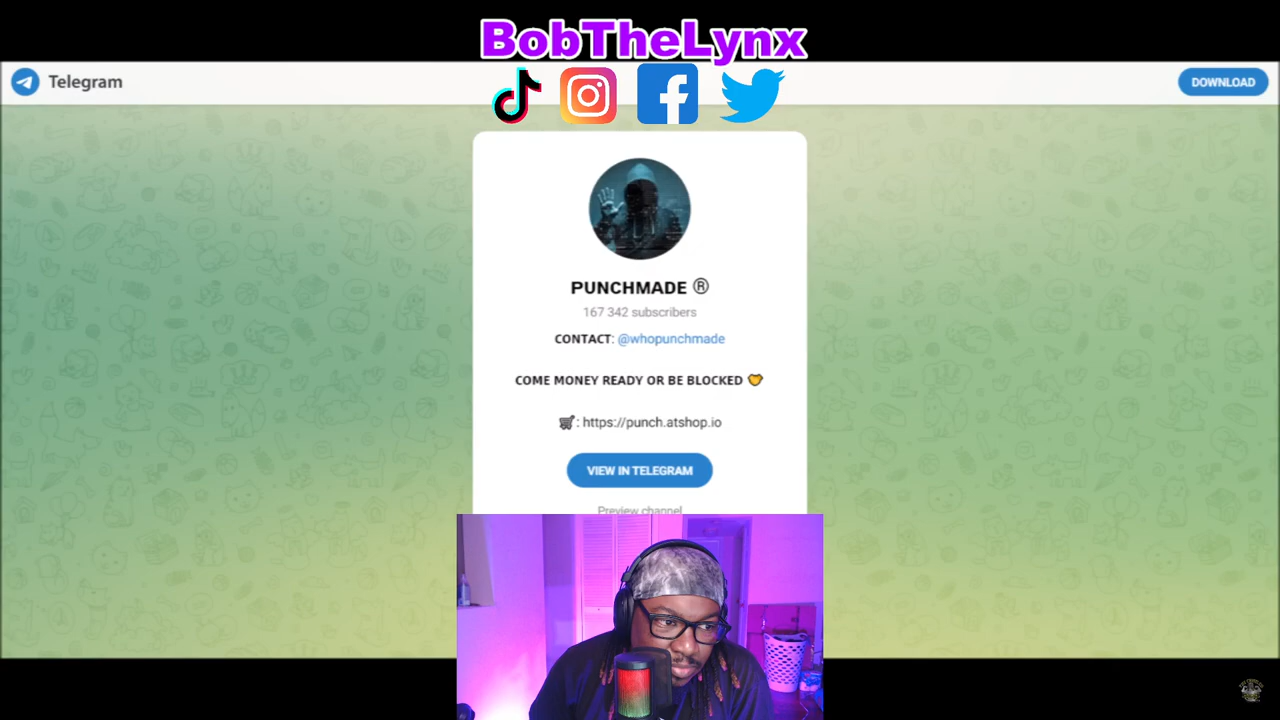 BobTheLynx
Telegram
DOWNLOAD
PUNCHMADE ®
167 342 subscribers
CONTACT: @whopunchmade
COME MONEY READY OR BE BLOCKED
: https://punch.atshop.io
VIEW IN TELEGRAM
Preview channel